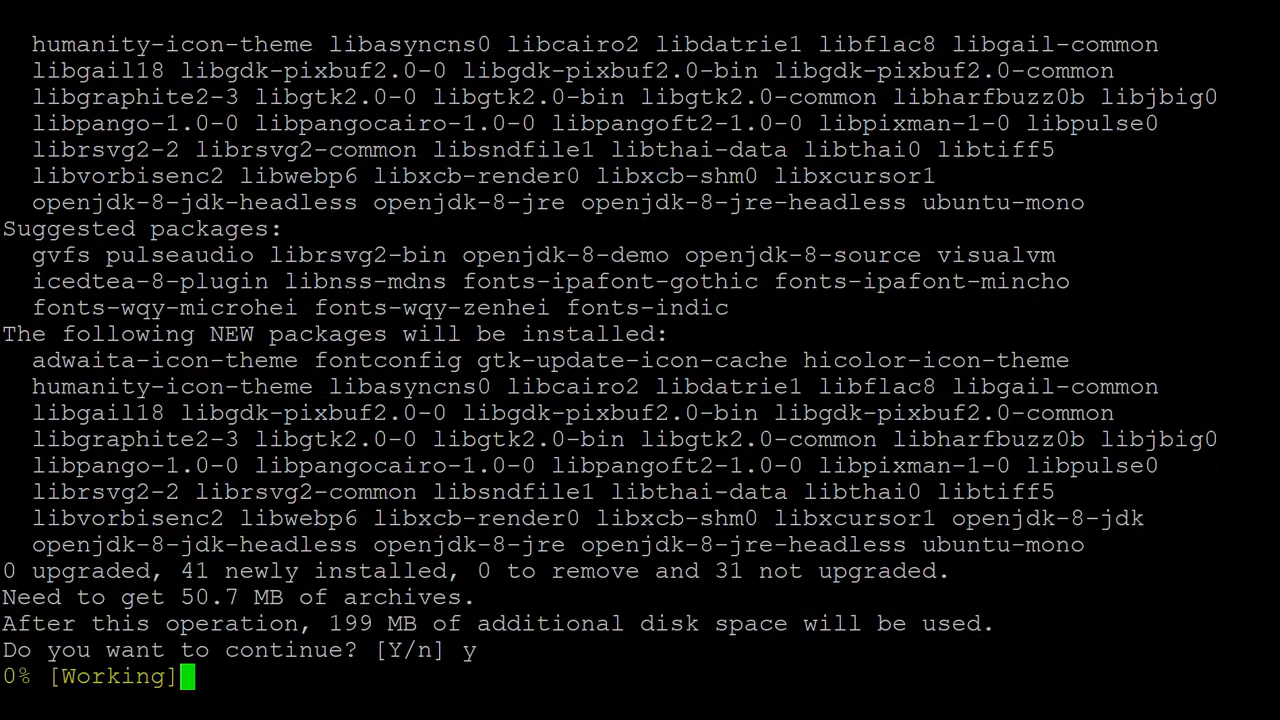 humanity-icon-theme libasyncns0 libcairo2 libdatrie1 libflac8 libgail-common
libgail18 libgdk-pixbuf2.0-0 libgdk-pixbuf2.0-bin libgdk-pixbuf2.0-common
libgraphite2-3 libgtk2.0-0 libgtk2.0-bin libgtk2.0-common libharfbuzz0b libjbig0
libpango-1.0-0 libpangocairo-1.0-0 libpangoft2-1.0-0 libpixman-1-0 libpulse0
librsvg2-2 librsvg2-common libsndfile1 libthai-data libthai0 libtiff5
libvorbisenc2 libwebp6 libxcb-render0 libxcb-shm0 libxcursor1
openjdk-8-jdk-headless openjdk-8-jre openjdk-8-jre-headless ubuntu-mono
Suggested packages:
gvfs pulseaudio librsvg2-bin openjdk-8-demo openjdk-8-source visualvm
icedtea-8-plugin libnss-mdns fonts-ipafont-gothic fonts-ipafont-mincho
fonts-wqy-microhei fonts-wqy-zenhei fonts-indic
The following NEW packages will be installed:
adwaita-icon-theme fontconfig gtk-update-icon-cache hicolor-icon-theme
humanity-icon-theme libasyncns0 libcairo2 libdatrie1 libflac8 libgail-common
libgail18 libgdk-pixbuf2.0-0 libgdk-pixbuf2.0-bin libgdk-pixbuf2.0-common
libgraphite2-3 libgtk2.0-0 libgtk2.0-bin libgtk2.0-common libharfbuzz0b libjbig0
libpango-1.0-0 libpangocairo-1.0-0 libpangoft2-1.0-0 libpixman-1-0 libpulse0
librsvg2-2 librsvg2-common libsndfile1 libthai-data libthai0 libtiff5
libvorbisenc2 libwebp6 libxcb-render0 libxcb-shm0 libxcursor1 openjdk-8-jdk
openjdk-8-jdk-headless openjdk-8-jre openjdk-8-jre-headless ubuntu-mono
0 upgraded, 41 newly installed, 0 to remove and 31 not upgraded.
Need to get 50.7 MB of archives.
After this operation, 199 MB of additional disk space will be used.
Do you want to continue? [Y/n] y
0% [Working]